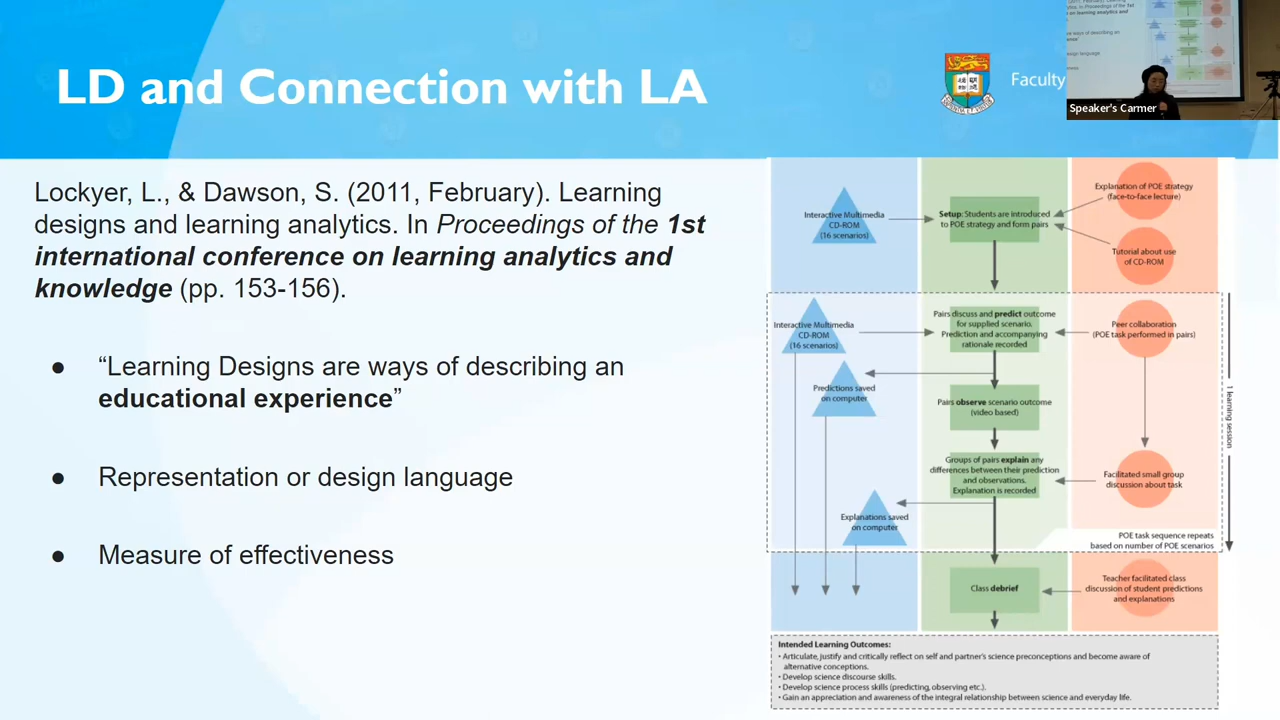 LD and Connection with LA
Faculty
Speaker's Carmer
Lockyer, L., & Dawson, S. (2011, February). Learning
designs and learning analytics. In Proceedings of the 1st
international conference on learning analytics and
knowledge (pp. 153-156).
● “Learning Designs are ways of describing an
educational experience”
● Representation or design language
● Measure of effectiveness
Interactive Multimedia
CD-ROM
(16 scenarios)
Setup: Students are introduced
to POE strategy and form pairs
Explanation of POE strategy
(face-to-face lecture)
Tutorial about use
of CD-ROM
Interactive Multimedia
CD-ROM
(16 scenarios)
Pairs discuss and predict outcome
for supplied scenario.
Prediction and accompanying
rationale recorded
Peer collaboration
(POE task performed in pairs)
Predictions saved
on computer
Pairs observe scenario outcome
(video based)
1 learning session
Groups of pairs explain any
differences between their prediction
and observations.
Explanation is recorded
Facilitated small group
discussion about task
Explanations saved
on computer
POE task sequence repeats
based on number of POE scenarios
Class debrief
Teacher facilitated class
discussion of student predictions
and explanations
Intended Learning Outcomes:
• Articulate, justify and critically reflect on self and partner's science preconceptions and become aware of
alternative conceptions.
• Develop science discourse skills.
• Develop science process skills (predicting, observing etc.).
• Gain an appreciation and awareness of the integral relationship between science and everyday life.